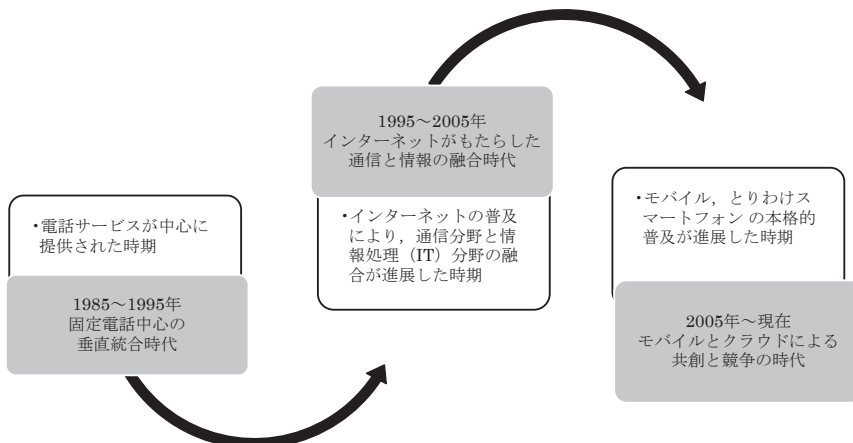 ・電話サービスが中心に
提供された時期
1985～1995年
固定電話中心の
垂直統合時代
1995～2005年
インターネットがもたらした
通信と情報の融合時代
・インターネットの普及
により，通信分野と情
報処理（IT）分野の融
合が進展した時期
・モバイル，とりわけス
マートフォン の本格的
普及が進展した時期
2005年～現在
モバイルとクラウドによる
共創と競争の時代